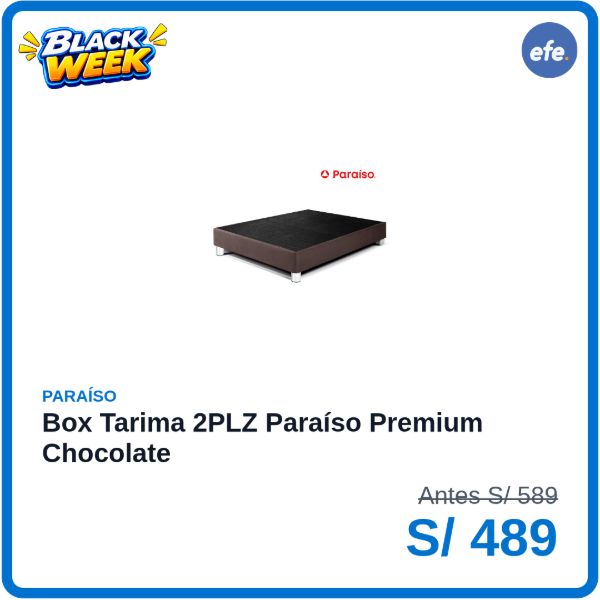 BLACK
WEEK
efe.
Paraíso
PARAÍSO
Box Tarima 2PLZ Paraíso Premium
Chocolate
Antes S/ 589
S/ 489